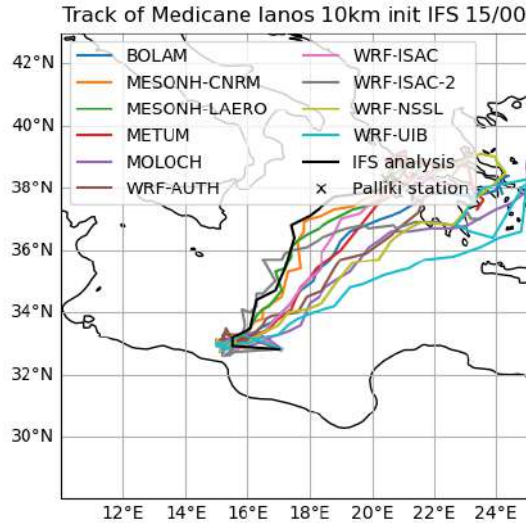 Track of Medicane Ianos 10km init IFS 15/00
42°N
40°N
38°N
36°N
34°N
32°N
30°N
BOLAM
MESONH-CNRM
MESONH-LAERO
METUM
MOLOCH
WRF-AUTH
WRF-ISAC
WRF-ISAC-2
WRF-NSSL
WRF-UIB
IFS analysis
Palliki station
12°E 14°E 16°E 18°E 20°E 22°E 24°E